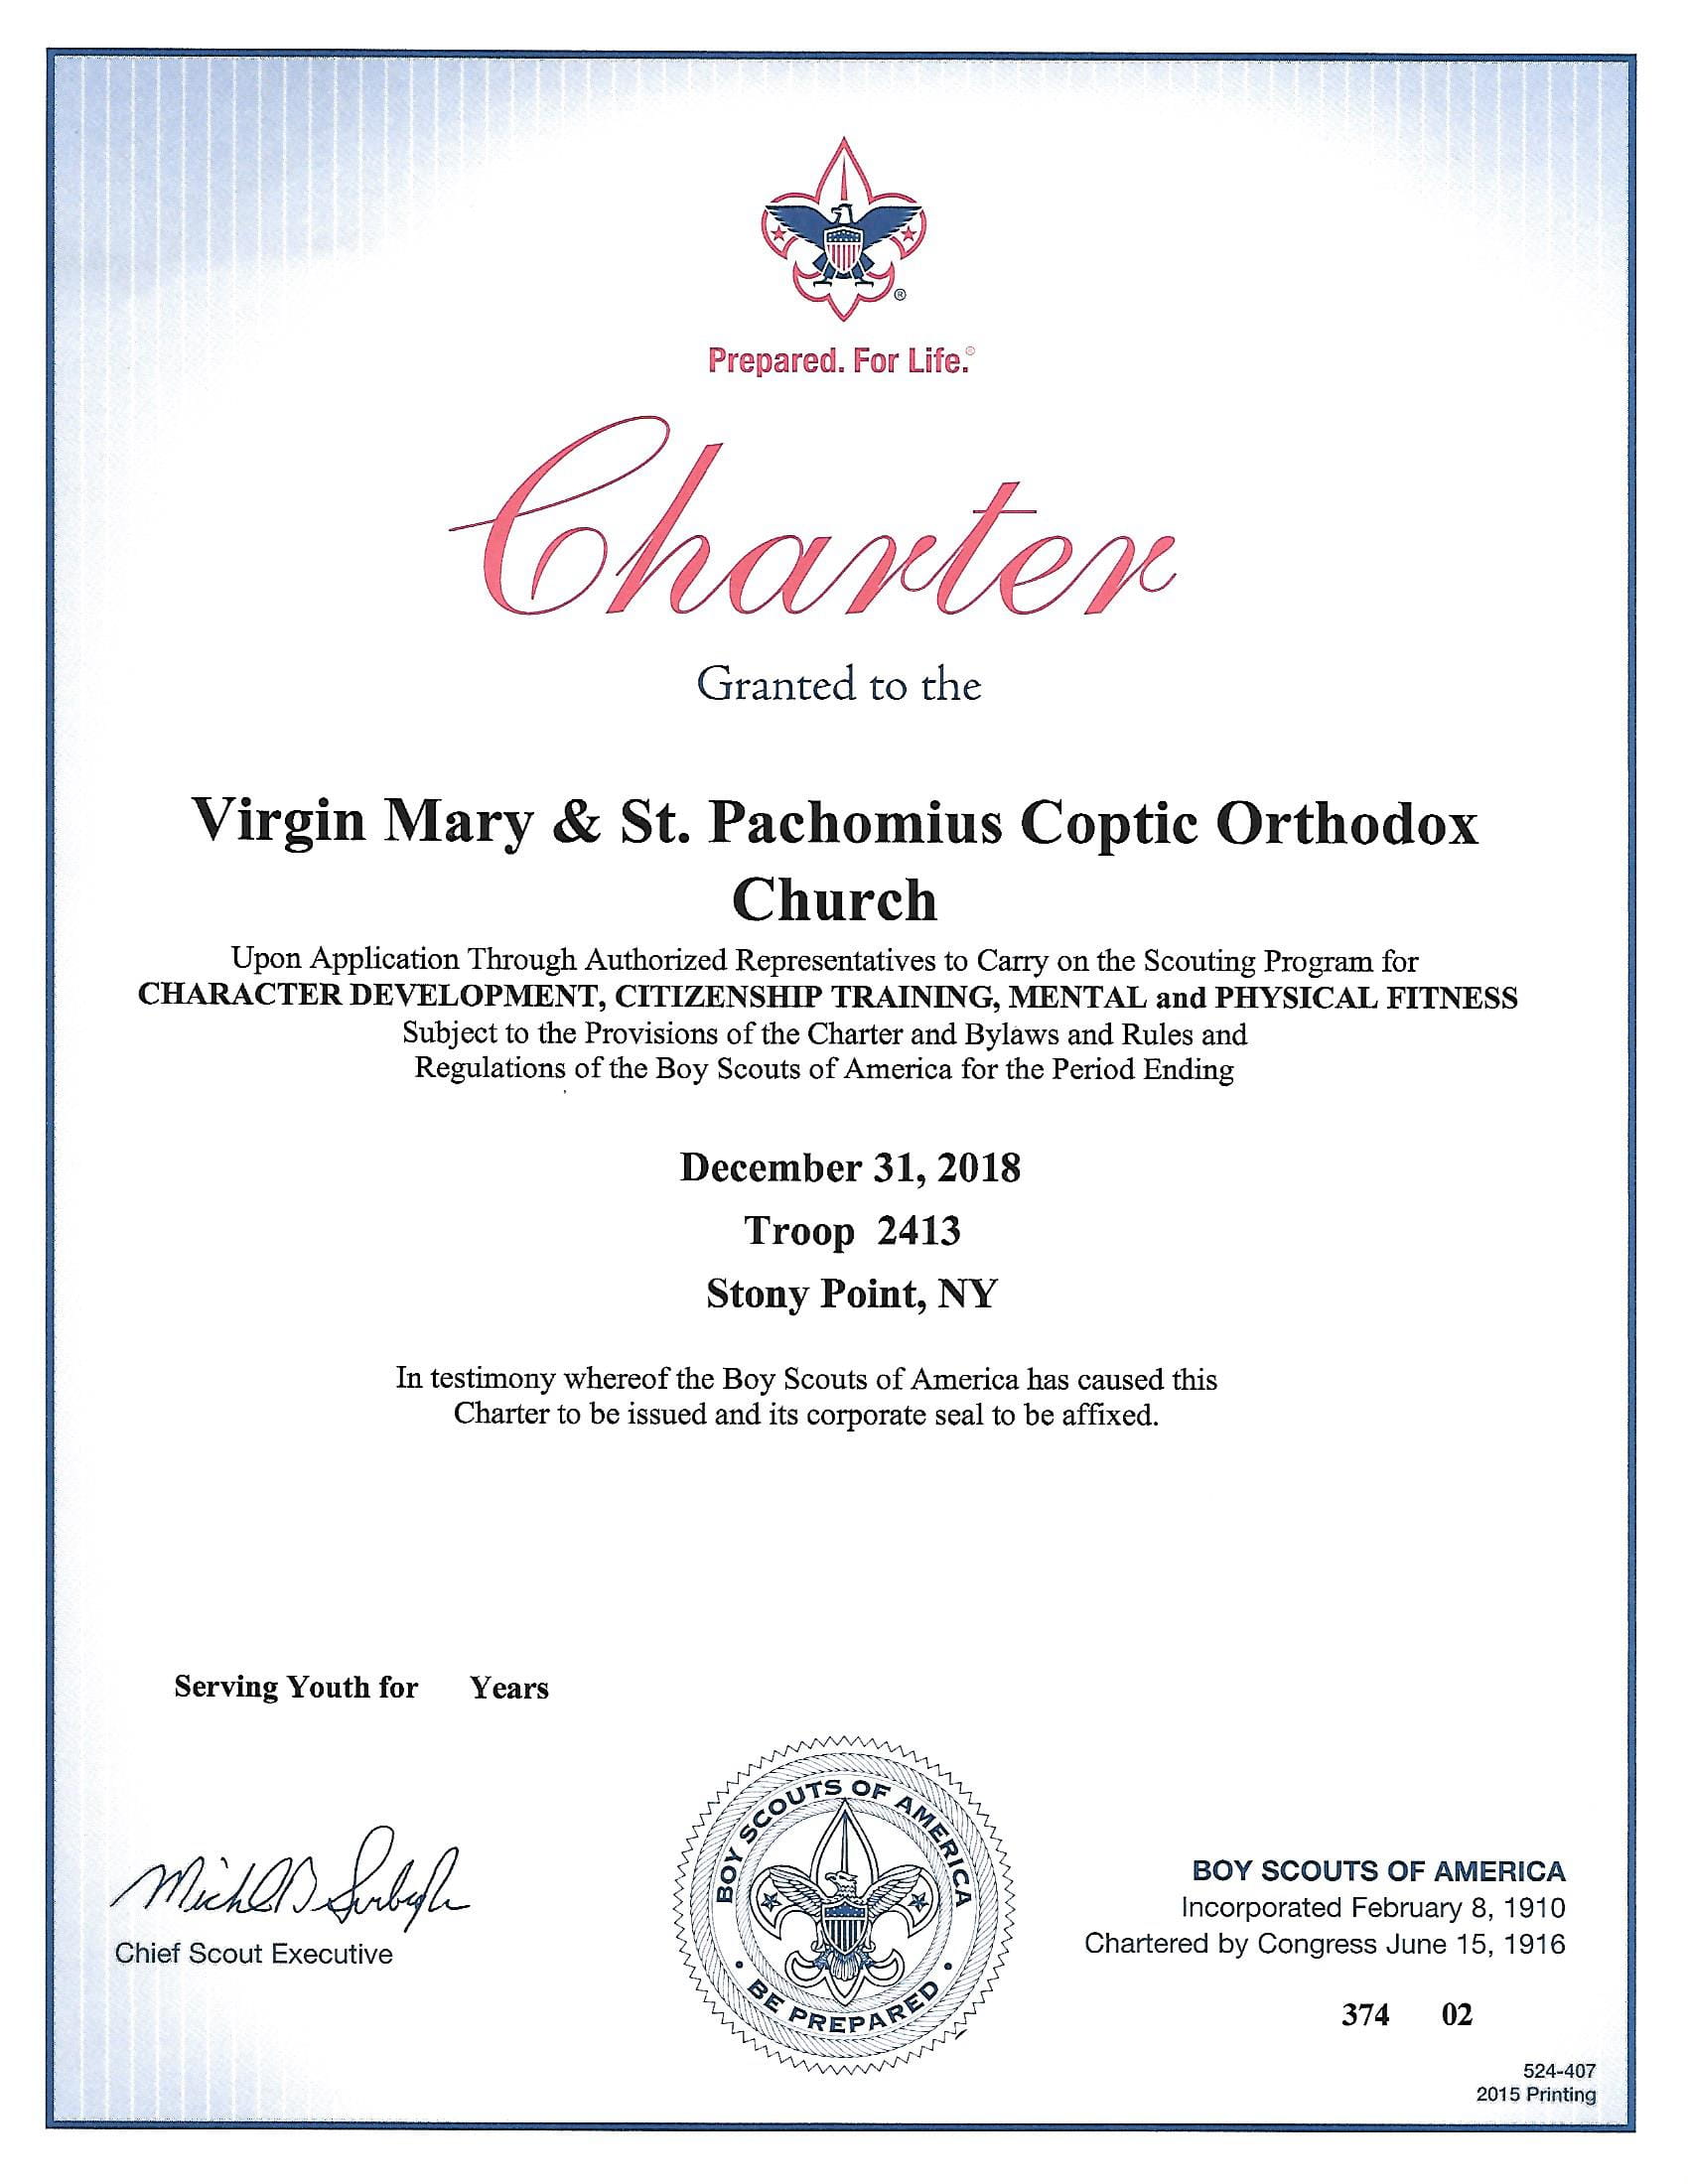 Prepared. For Life.®
Charter
Granted to the
Virgin Mary & St. Pachomius Coptic Orthodox
Church
Upon Application Through Authorized Representatives to Carry on the Scouting Program for
CHARACTER DEVELOPMENT, CITIZENSHIP TRAINING, MENTAL and PHYSICAL FITNESS
Subject to the Provisions of the Charter and Bylaws and Rules and
Regulations of the Boy Scouts of America for the Period Ending
December 31, 2018
Troop 2413
Stony Point, NY
In testimony whereof the Boy Scouts of America has caused this
Charter to be issued and its corporate seal to be affixed.
Serving Youth for Years
Chief Scout Executive
BOY SCOUTS OF AMERICA
BE PREPARED
BOY SCOUTS OF AMERICA
Incorporated February 8, 1910
Chartered by Congress June 15, 1916
374 02
524-407
2015 Printing